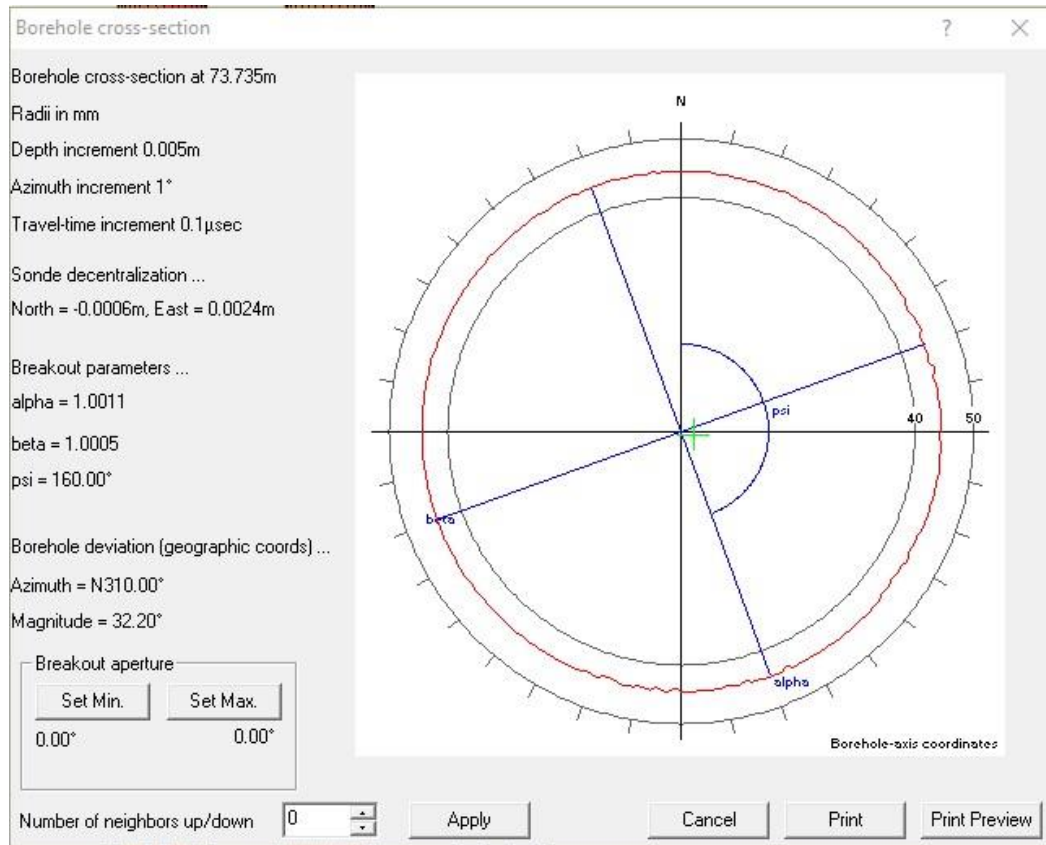 Borehole cross-section
?
Borehole cross-section at 73.735m
Radii in mm
Depth increment 0.005m
Azimuth increment 1°
Travel-time increment 0.1µsec
Sonde decentralization ...
North = -0.0006m, East = 0.0024m
Breakout parameters ...
alpha = 1.0011
beta = 1.0005
psi = 160.00°
Borehole deviation (geographic coords) ...
Azimuth = N310.00°
Magnitude = 32.20°
Breakout aperture
Set Min. Set Max.
0.00° 0.00°
N
psi
40 50
beta
alpha
Borehole-axis coordinates
Number of neighbors up/down 0 Apply Cancel Print Print Preview